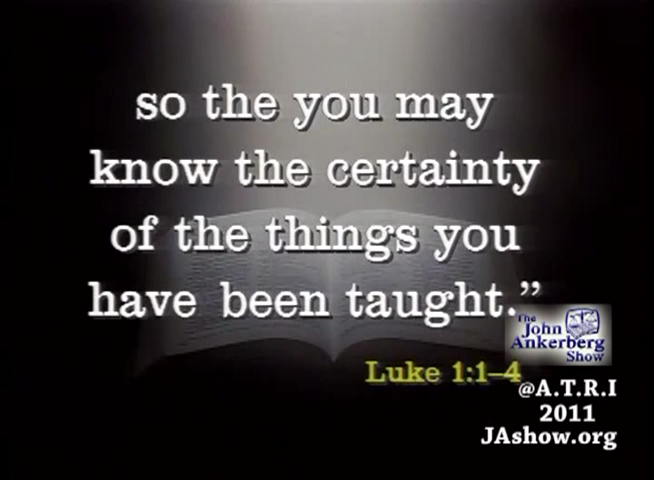 so the you may
know the certainty
of the things you
have been taught.”
Luke 1:1–4
The
John
Ankerberg
Show
@A.T.R.I
2011
JAshow.org